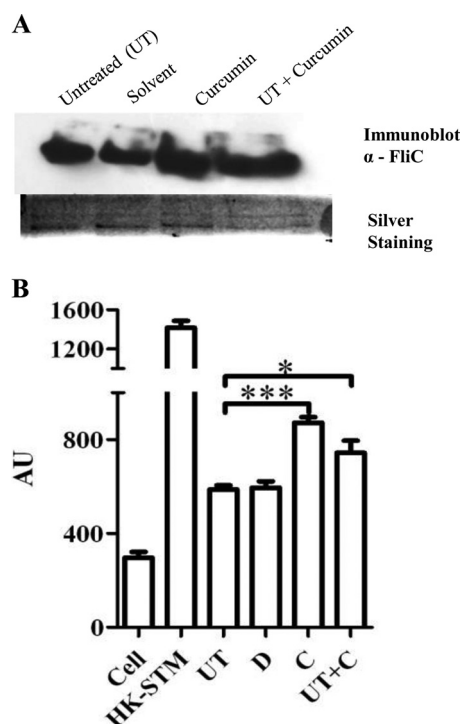 A
Untreated (UT)
Solvent
Curcumin
UT + Curcumin
Immunoblot
α - FliC
Silver
Staining
B
1600
1200
800
400
0
AU
*
***
Cell
HK-STM
UT
D
C
UT+C